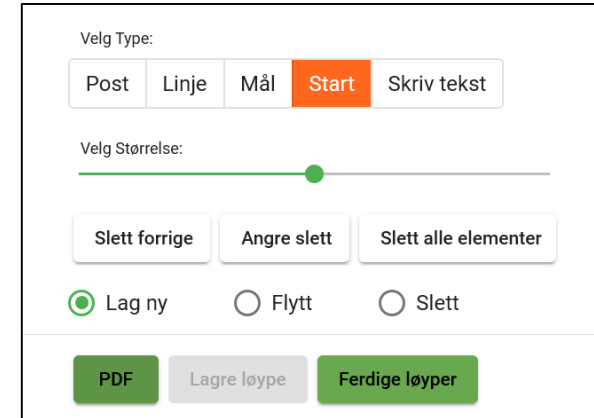 Velg Type:
Post Linje Mål Start Skriv tekst
Velg Størrelse:
Slett forrige Angre slett Slett alle elementer
Lag ny Flytt Slett
PDF Lagre løype Ferdige løyper